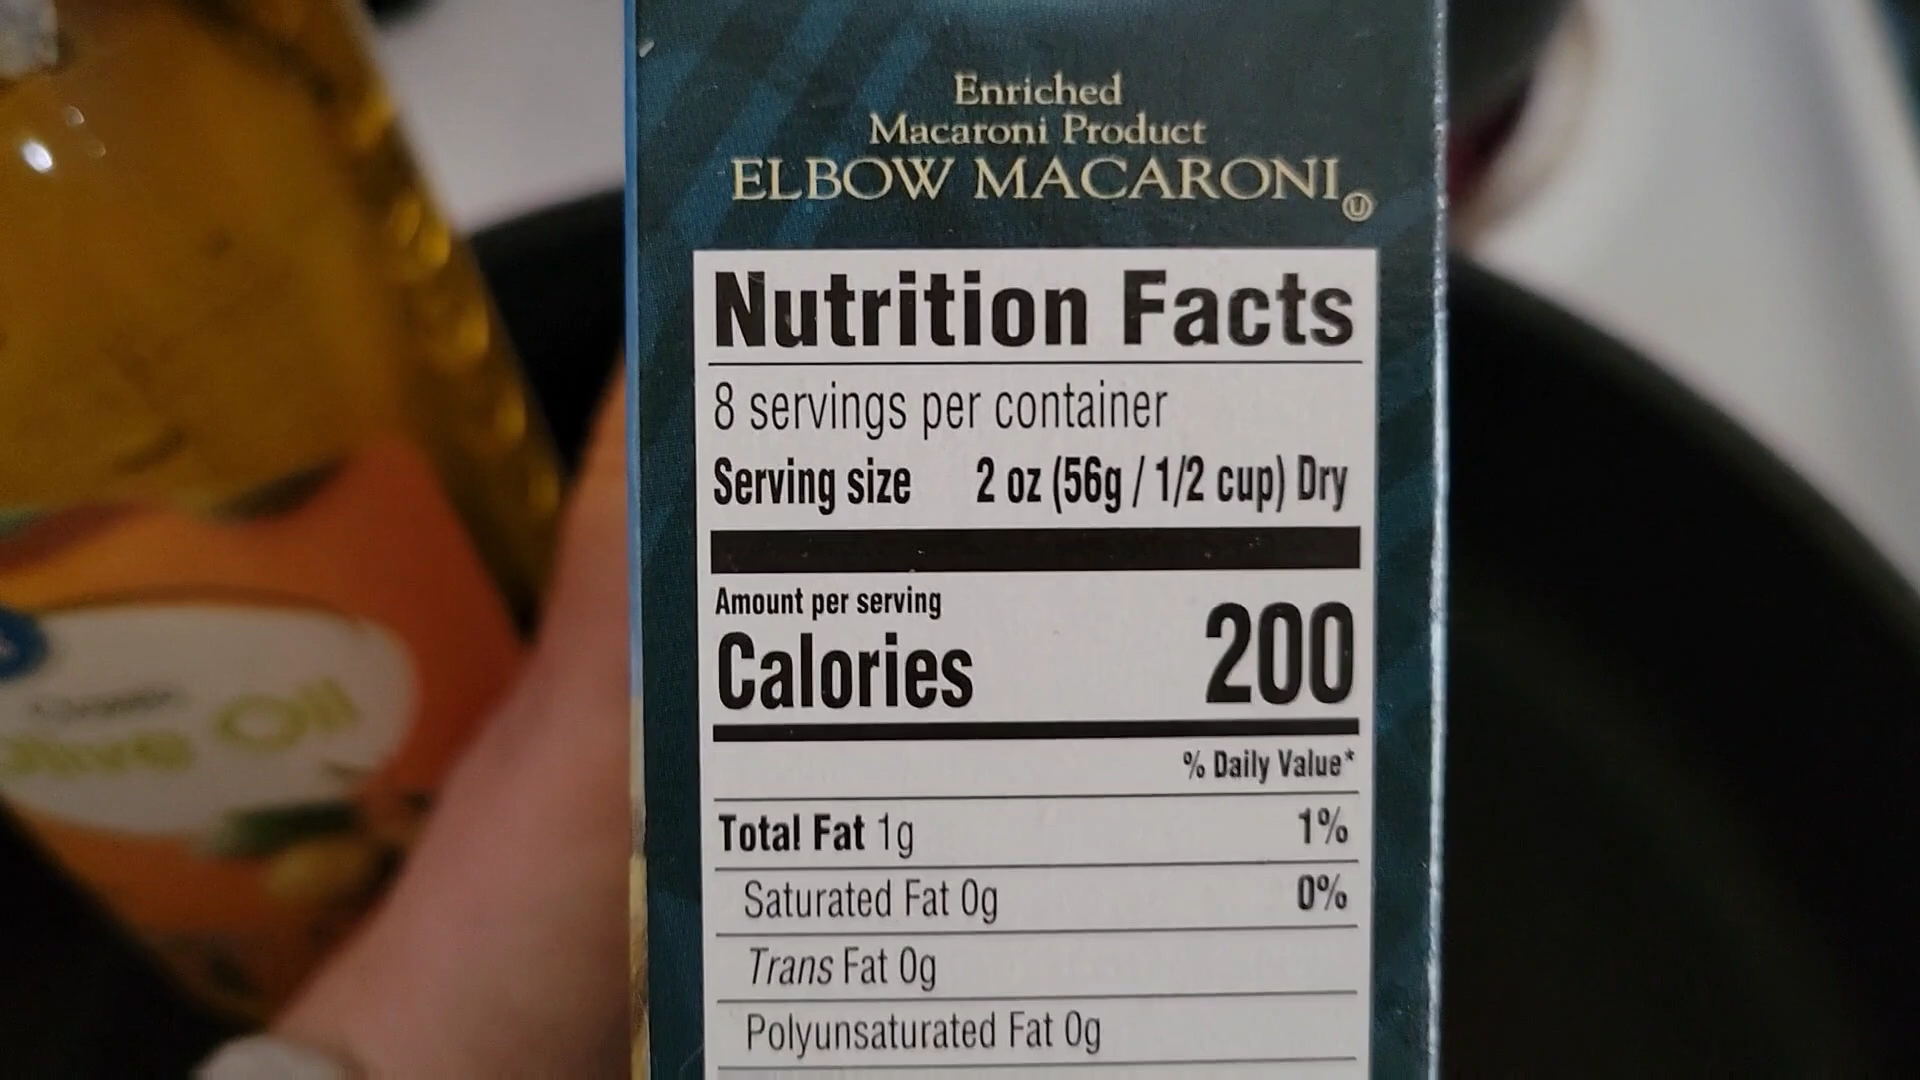 Enriched
Macaroni Product
ELBOW MACARONI Ⓤ
Nutrition Facts
8 servings per container
Serving size 2 oz (56g / 1/2 cup) Dry
Amount per serving
Calories 200
% Daily Value*
Total Fat 1g 1%
Saturated Fat 0g 0%
Trans Fat 0g
Polyunsaturated Fat 0g
Olive Oil